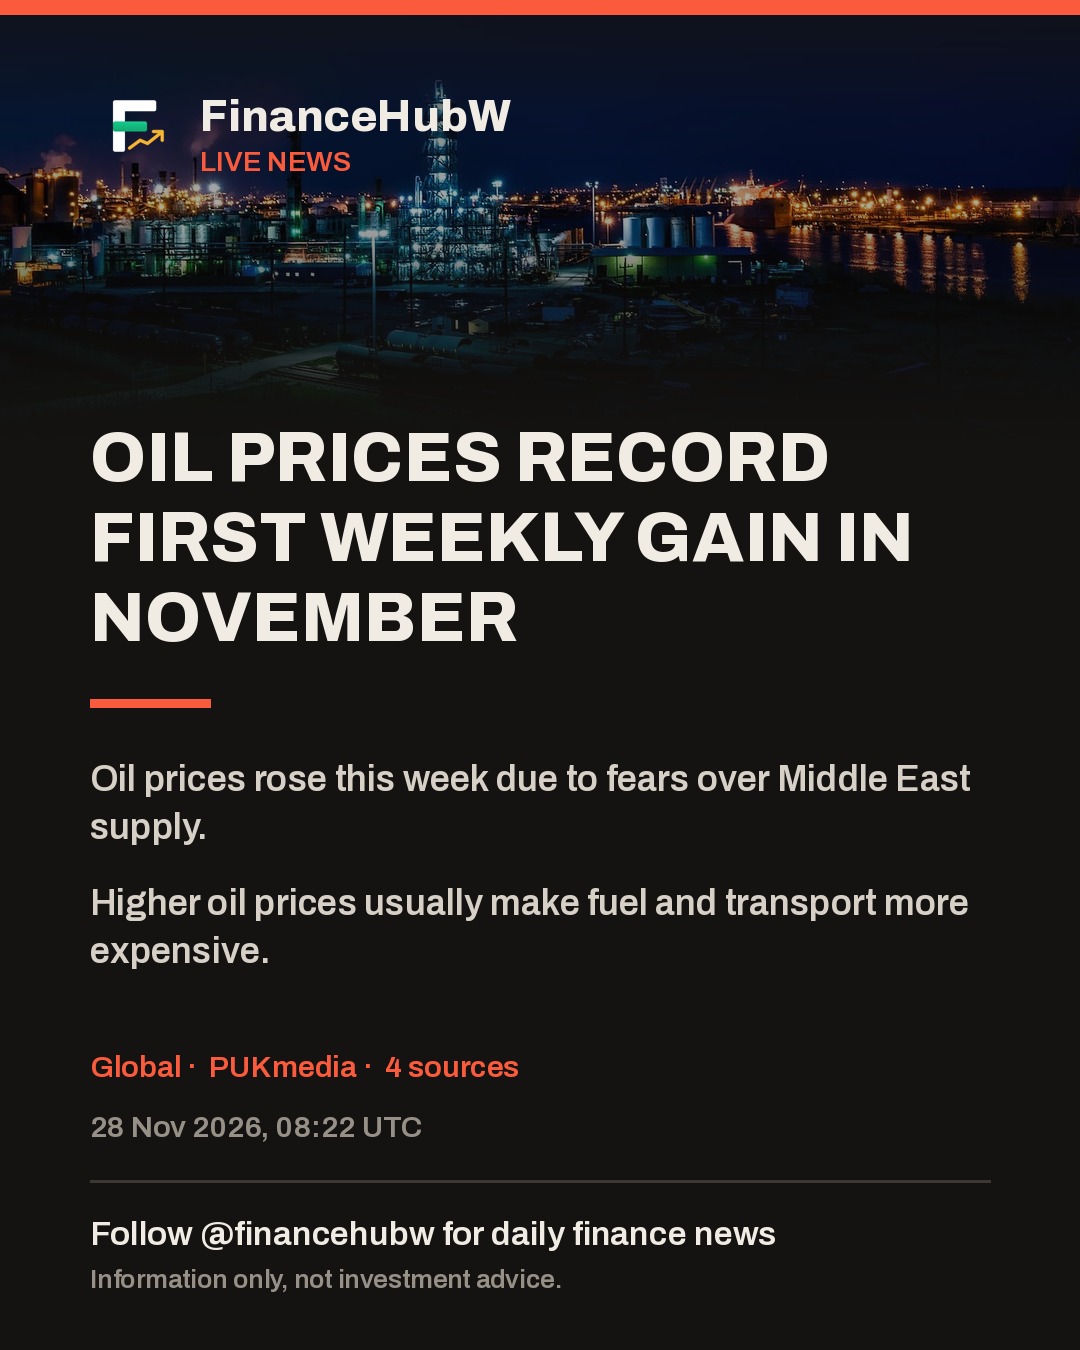 FinanceHubW
LIVE NEWS
OIL PRICES RECORD
FIRST WEEKLY GAIN IN
NOVEMBER
Oil prices rose this week due to fears over Middle East
supply.
Higher oil prices usually make fuel and transport more
expensive.
Global · PUKmedia · 4 sources
28 Nov 2026, 08:22 UTC
Follow @financehubw for daily finance news
Information only, not investment advice.